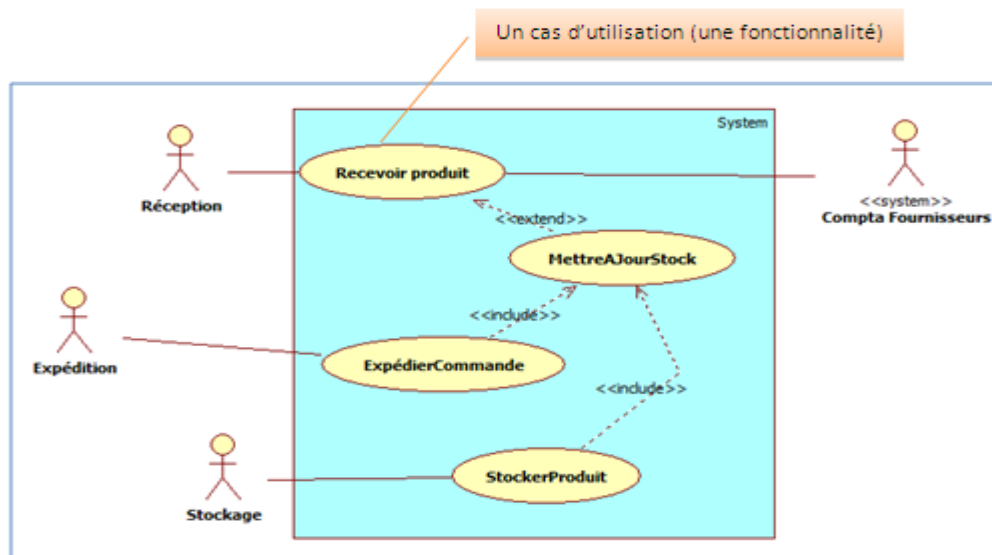 Un cas d'utilisation (une fonctionnalité)
System
Recevoir produit
Réception
<<system>>
Compta Fournisseurs
<<extend>>
MettreAJourStock
<<include>>
Expédition
ExpédierCommande
<<include>>
StockerProduit
Stockage